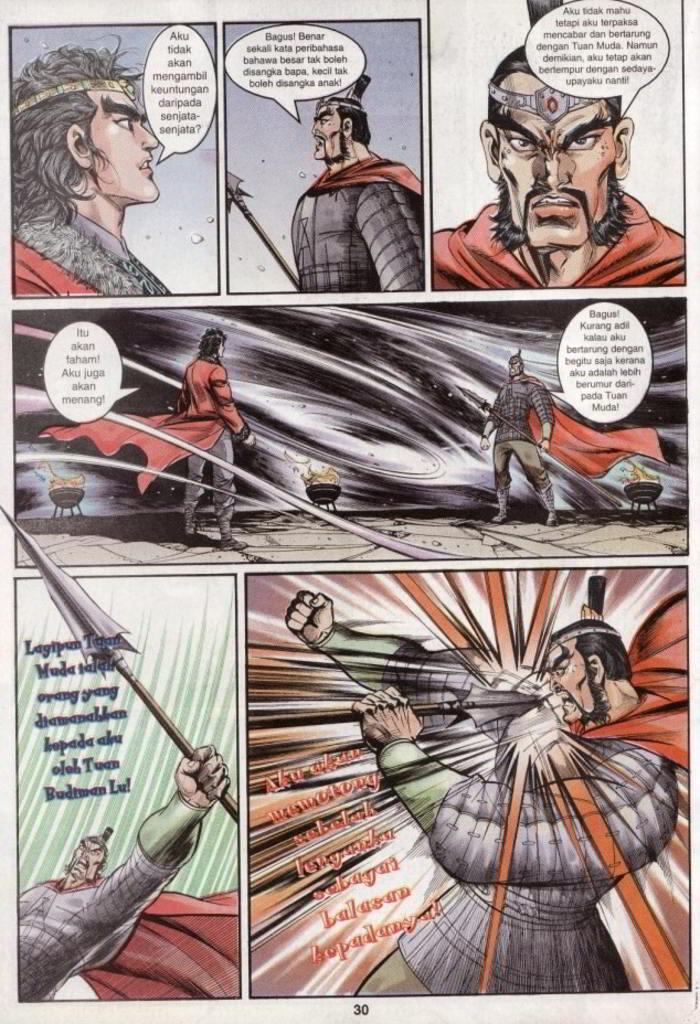 Aku
tidak
akan
mengambil
keuntungan
daripada
senjata-
senjata?
Bagus! Benar
sekali kata peribahasa
bahawa besar tak boleh
disangka bapa, kecil tak
boleh disangka anak!
Aku tidak mahu
tetapi aku terpaksa
mencabar dan bertarung
dengan Tuan Muda. Namun
demikian, aku tetap akan
bertempur dengan sedaya-
upayaku nanti!
Itu
akan
faham!
Aku juga
akan
menang!
Bagus!
Kurang adil
kalau aku
bertarung dengan
begitu saja kerana
aku adalah lebih
berumur dari-
pada Tuan
Muda!
Lagipun Tuan
Muda ialah
orang yang
diamanahkan
kepada aku
oleh Tuan
Budiman Lu!
Aku akan
memotong
sebelah
lenganku
sebagai
balasan
kepadanya!
30